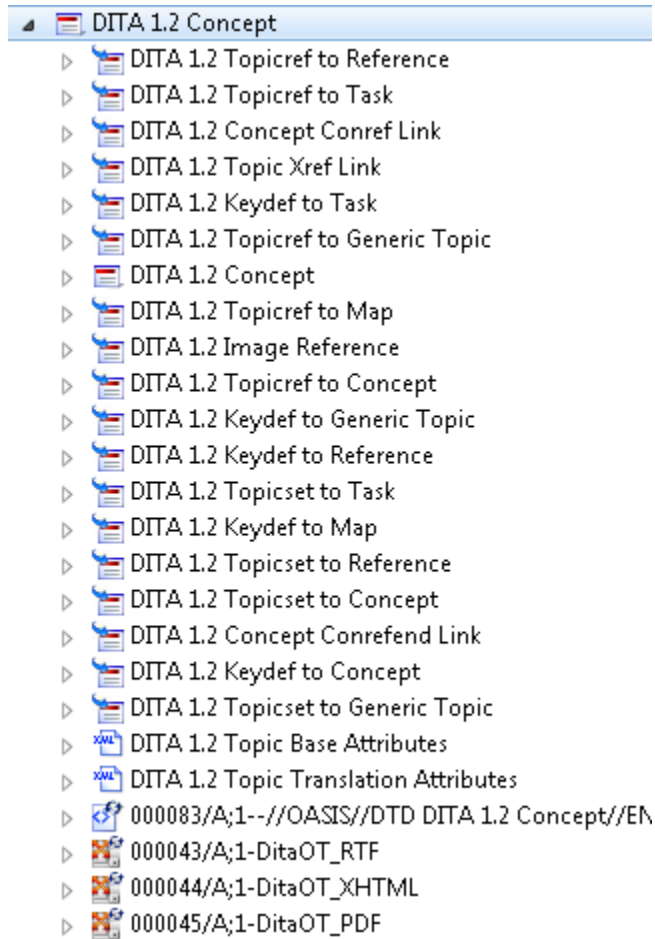 DITA 1.2 Concept
DITA 1.2 Topicref to Reference
DITA 1.2 Topicref to Task
DITA 1.2 Concept Conref Link
DITA 1.2 Topic Xref Link
DITA 1.2 Keydef to Task
DITA 1.2 Topicref to Generic Topic
DITA 1.2 Concept
DITA 1.2 Topicref to Map
DITA 1.2 Image Reference
DITA 1.2 Topicref to Concept
DITA 1.2 Keydef to Generic Topic
DITA 1.2 Keydef to Reference
DITA 1.2 Topicset to Task
DITA 1.2 Keydef to Map
DITA 1.2 Topicset to Reference
DITA 1.2 Topicset to Concept
DITA 1.2 Concept Conrefend Link
DITA 1.2 Keydef to Concept
DITA 1.2 Topicset to Generic Topic
DITA 1.2 Topic Base Attributes
DITA 1.2 Topic Translation Attributes
000083/A;1--//OASIS//DTD DITA 1.2 Concept//EN
000043/A;1-DitaOT_RTF
000044/A;1-DitaOT_XHTML
000045/A;1-DitaOT_PDF